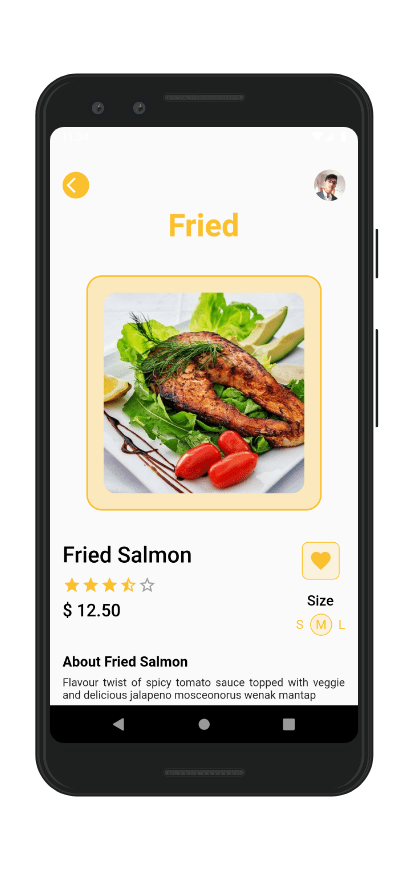 Fried
Fried Salmon
$ 12.50
Size
S M L
About Fried Salmon
Flavour twist of spicy tomato sauce topped with veggie
and delicious jalapeno mosceonorus wenak mantap